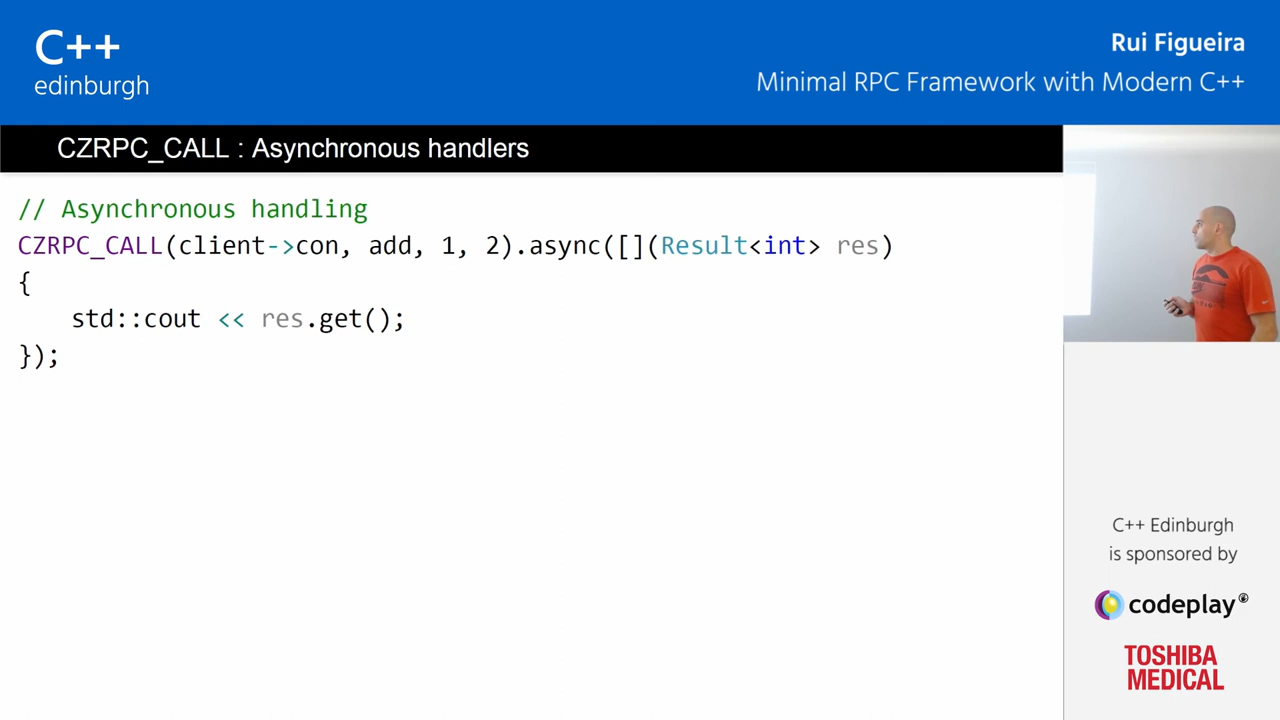 C++
edinburgh
Rui Figueira
Minimal RPC Framework with Modern C++
CZRPC_CALL : Asynchronous handlers
// Asynchronous handling
CZRPC_CALL(client->con, add, 1, 2).async([](Result<int> res)
{
    std::cout << res.get();
});
C++ Edinburgh
is sponsored by
codeplay
TOSHIBA
MEDICAL